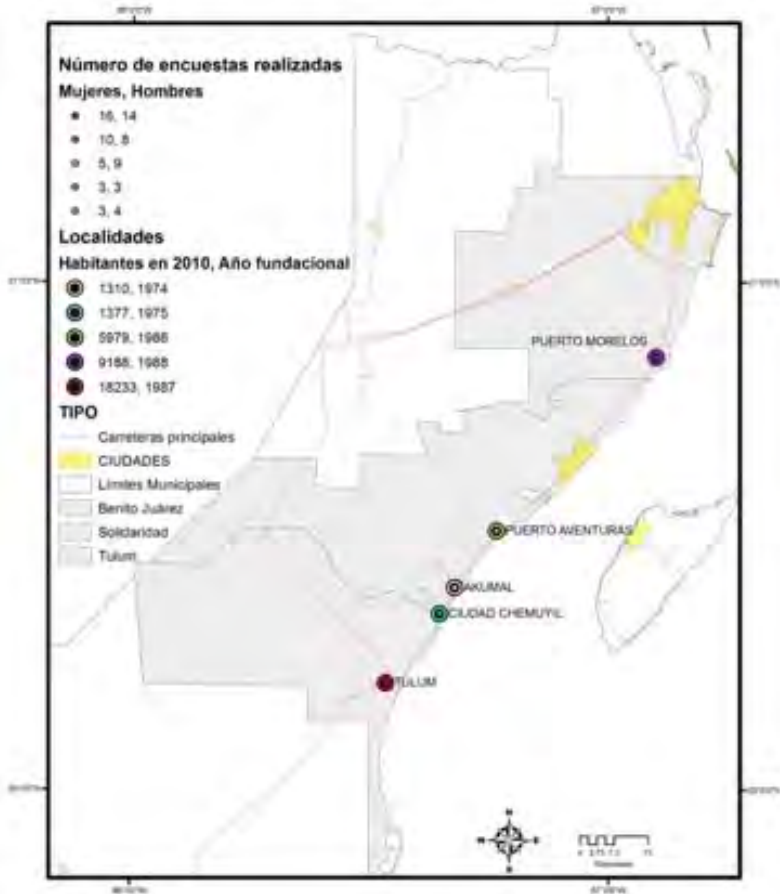 Número de encuestas realizadas
Mujeres, Hombres
16, 14
10, 8
5, 9
3, 3
3, 4
Localidades
Habitantes en 2010, Año fundacional
1310, 1974
1377, 1975
5979, 1986
9188, 1988
18233, 1987
TIPO
Carreteras principales
CIUDADES
Límites Municipales
Benito Juárez
Solidaridad
Tulum
PUERTO MORELOS
PUERTO AVENTURAS
AKUMAL
CIUDAD CHEMUYIL
TULUM
N
S